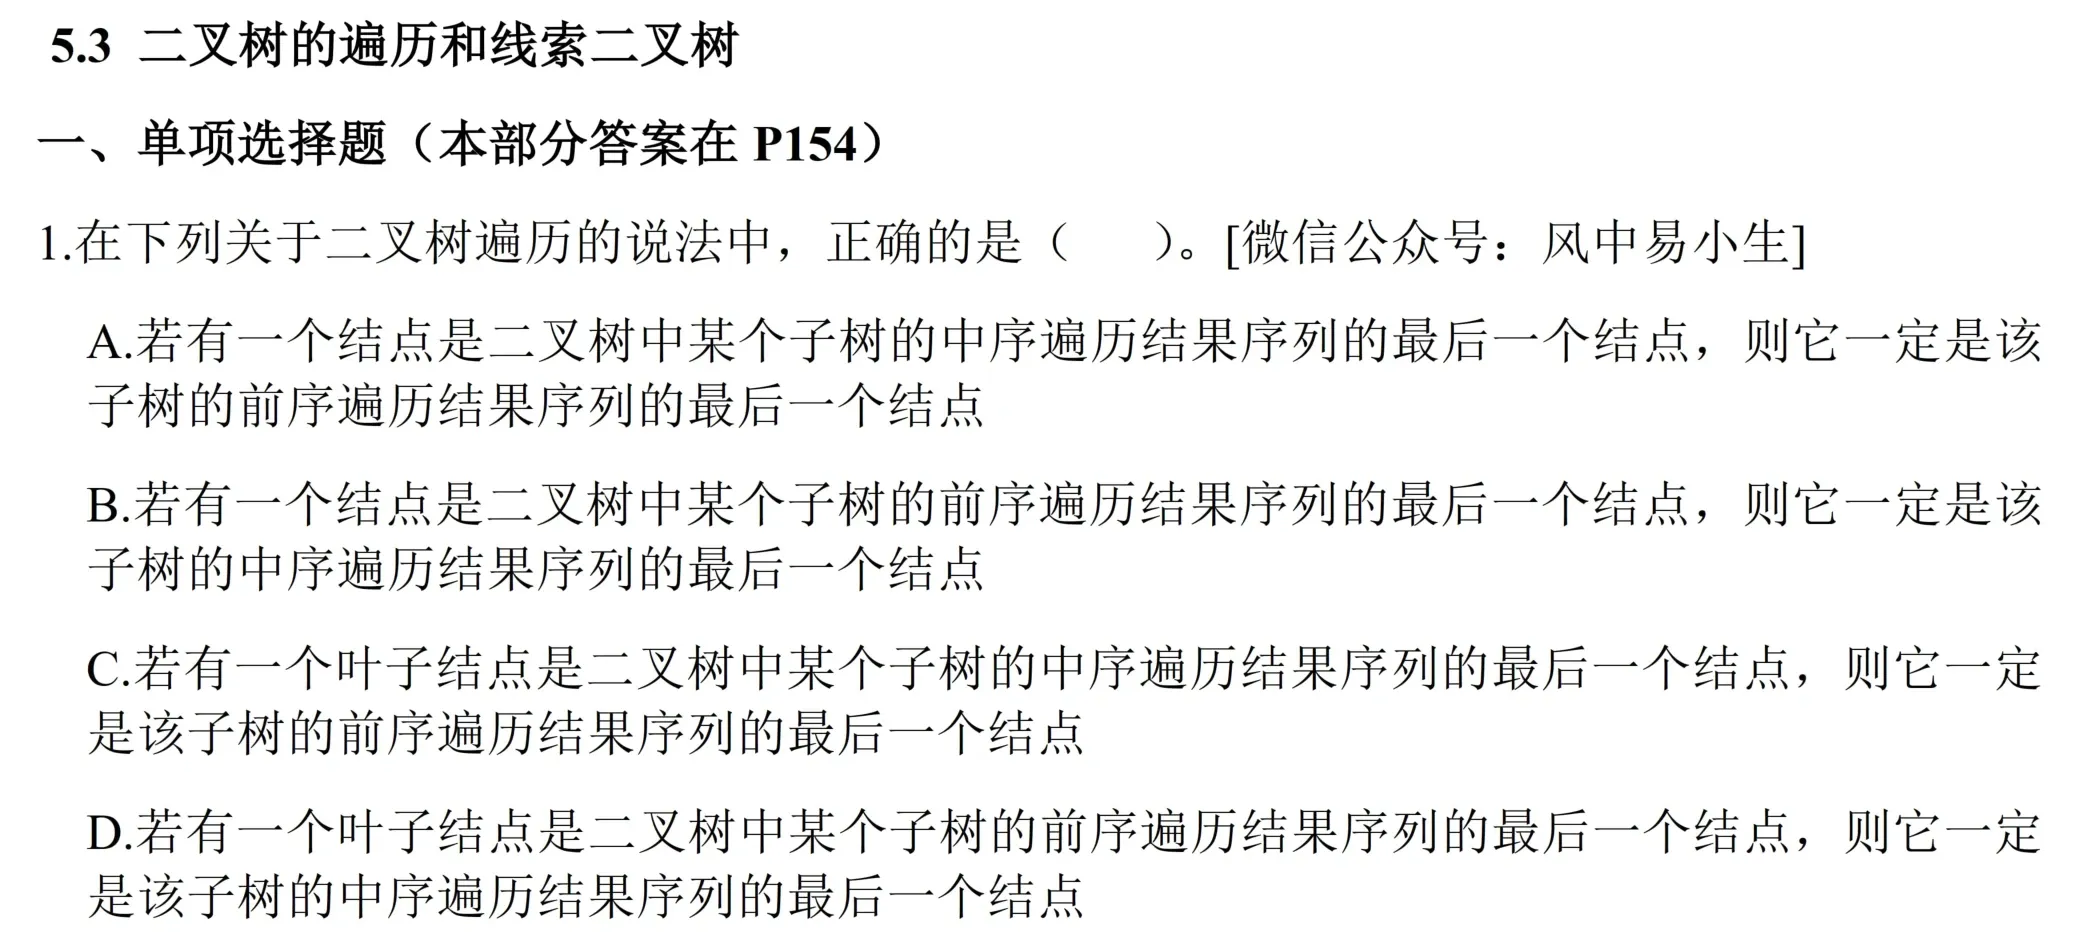 5.3 二叉树的遍历和线索二叉树
一、单项选择题（本部分答案在 P154）
1.在下列关于二叉树遍历的说法中，正确的是（　　）。[微信公众号：风中易小生]
A.若有一个结点是二叉树中某个子树的中序遍历结果序列的最后一个结点，则它一定是该
子树的前序遍历结果序列的最后一个结点
B.若有一个结点是二叉树中某个子树的前序遍历结果序列的最后一个结点，则它一定是该
子树的中序遍历结果序列的最后一个结点
C.若有一个叶子结点是二叉树中某个子树的中序遍历结果序列的最后一个结点，则它一定
是该子树的前序遍历结果序列的最后一个结点
D.若有一个叶子结点是二叉树中某个子树的前序遍历结果序列的最后一个结点，则它一定
是该子树的中序遍历结果序列的最后一个结点